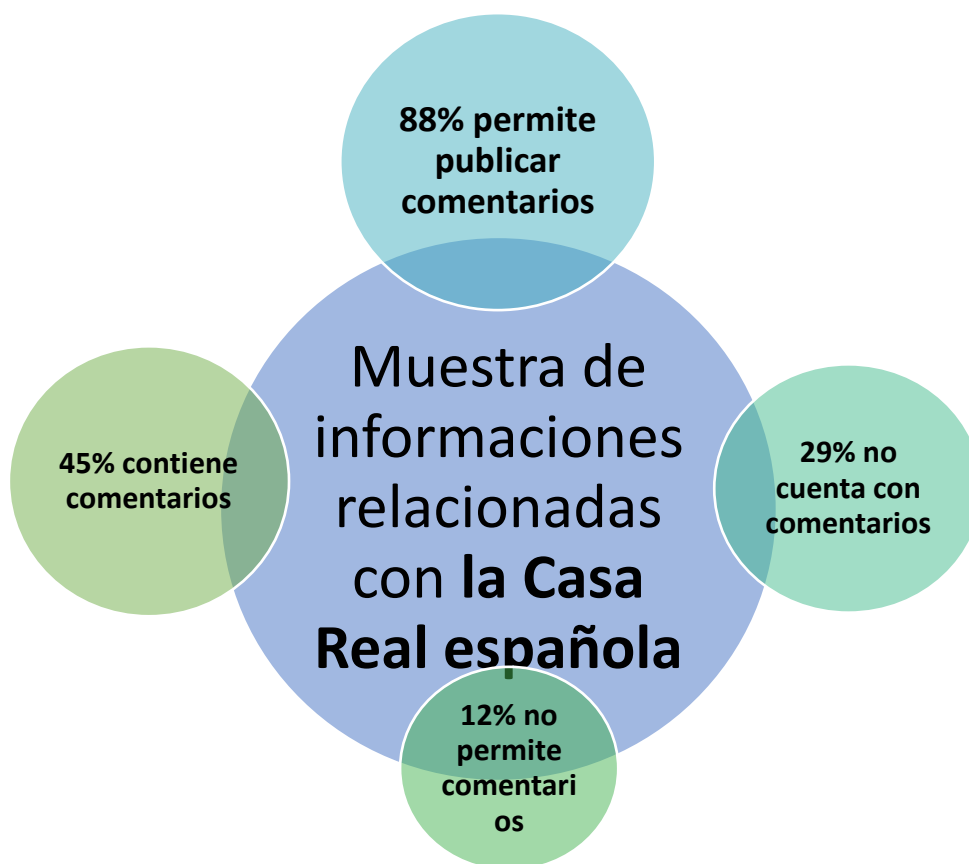 88% permite
publicar
comentarios
Muestra de
informaciones
relacionadas
con la Casa
Real española
45% contiene
comentarios
29% no
cuenta con
comentarios
12% no
permite
comentari
os